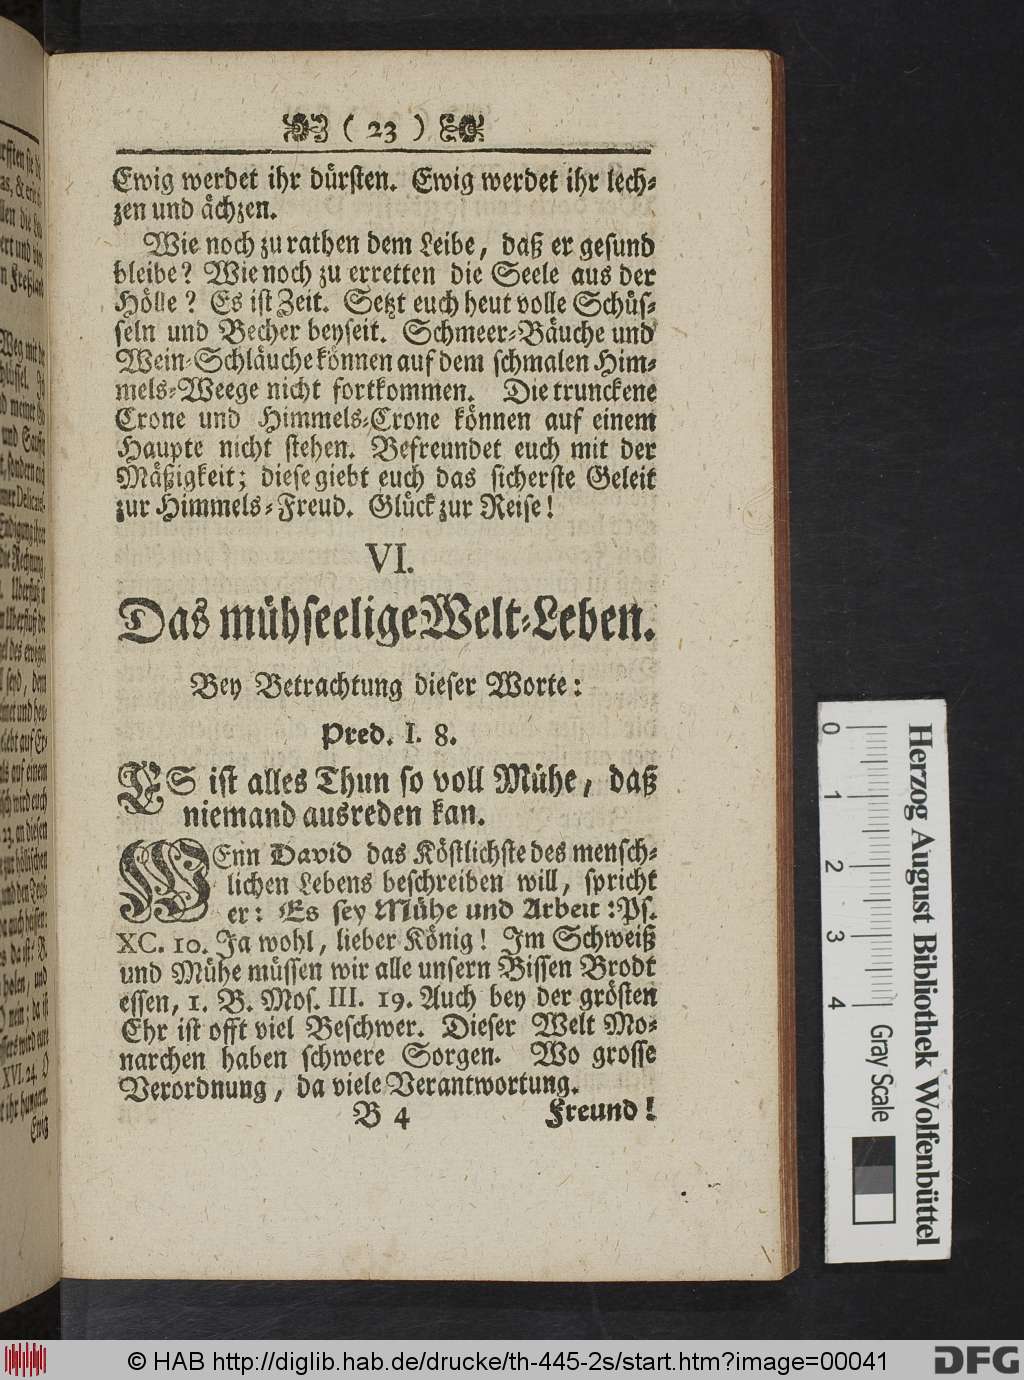 ( 23 )
Ewig werdet ihr dürsten. Ewig werdet ihr lech-
zen und ächzen.
Wie noch zu rathen dem Leibe, daß er gesund
bleibe? Wie noch zu erretten die Seele aus der
Hölle? Es ist Zeit. Setzt euch heut volle Schüs-
seln und Becher beyseit. Schmeer-Bäuche und
Wein-Schläuche können auf dem schmalen Him-
mels-Weege nicht fortkommen. Die trunckene
Crone und Himmels-Crone können auf einem
Haupte nicht stehen. Befreundet euch mit der
Mäßigkeit; diese giebt euch das sicherste Geleit
zur Himmels-Freud. Glück zur Reise!
VI.
Das mühseelige Welt-Leben.
Bey Betrachtung dieser Worte:
Pred. I. 8.
ES ist alles Thun so voll Mühe, daß
niemand ausreden kan.
WEnn David das Köstlichste des mensch-
lichen Lebens beschreiben will, spricht
er: Es sey Mühe und Arbeit: Ps.
XC. 10. Ja wohl, lieber König! Im Schweiß
und Mühe müssen wir alle unsern Bissen Brodt
essen, 1. B. Mos. III. 19. Auch bey der grösten
Ehr ist offt viel Beschwer. Dieser Welt Mo-
narchen haben schwere Sorgen. Wo grosse
Verordnung, da viele Verantwortung.
B 4 Freund!
0 1 2 3 4
Herzog August Bibliothek Wolfenbüttel
Gray Scale
© HAB http://diglib.hab.de/drucke/th-445-2s/start.htm?image=00041
DFG